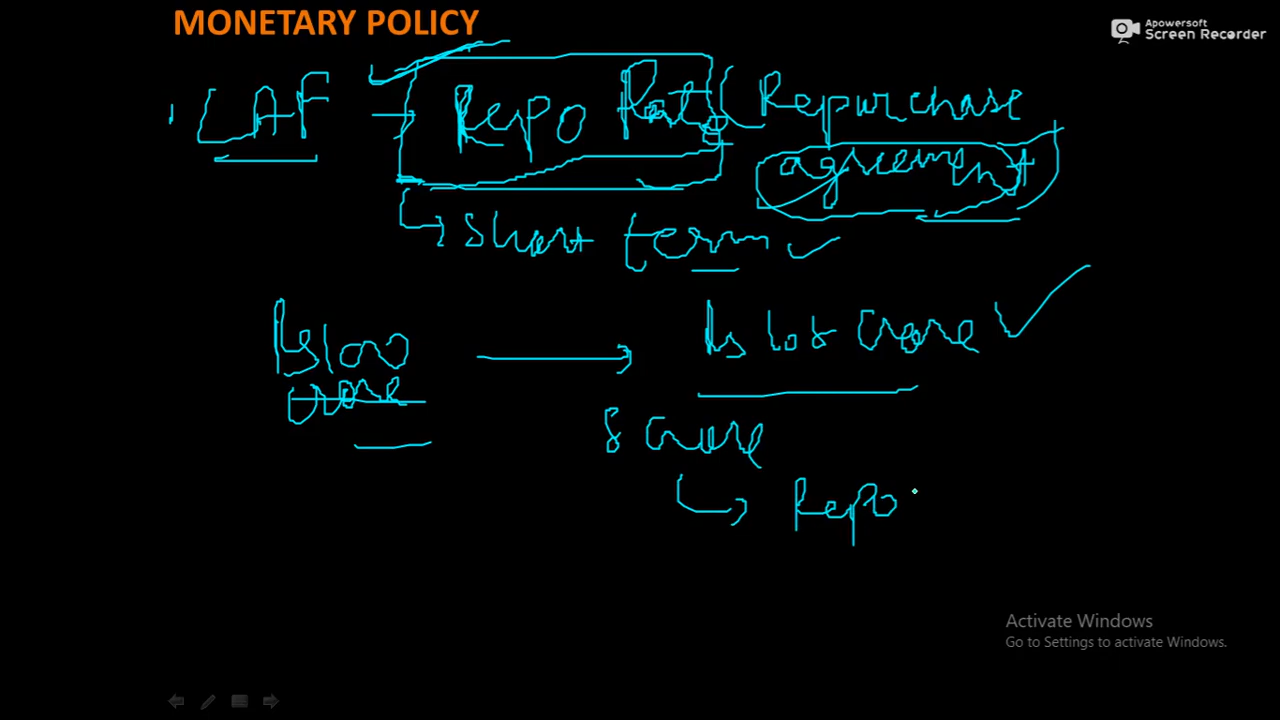 MONETARY POLICY
Apowersoft
Screen Recorder
LAF → Repo Rate (Repurchase
agreement
↳ Short term ✓
Rs 100 → Rs 108 crore ✓
crore
8 crore
↳ Repo
Activate Windows
Go to Settings to activate Windows.